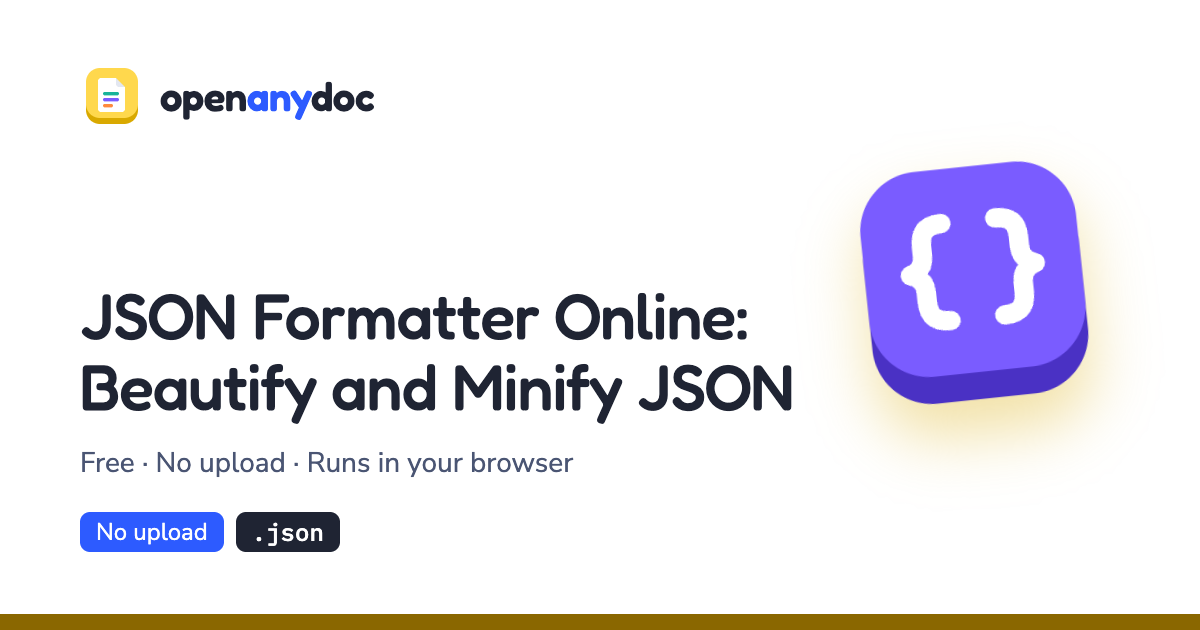 openanydoc
{ }
JSON Formatter Online:
Beautify and Minify JSON
Free · No upload · Runs in your browser
No upload
.json